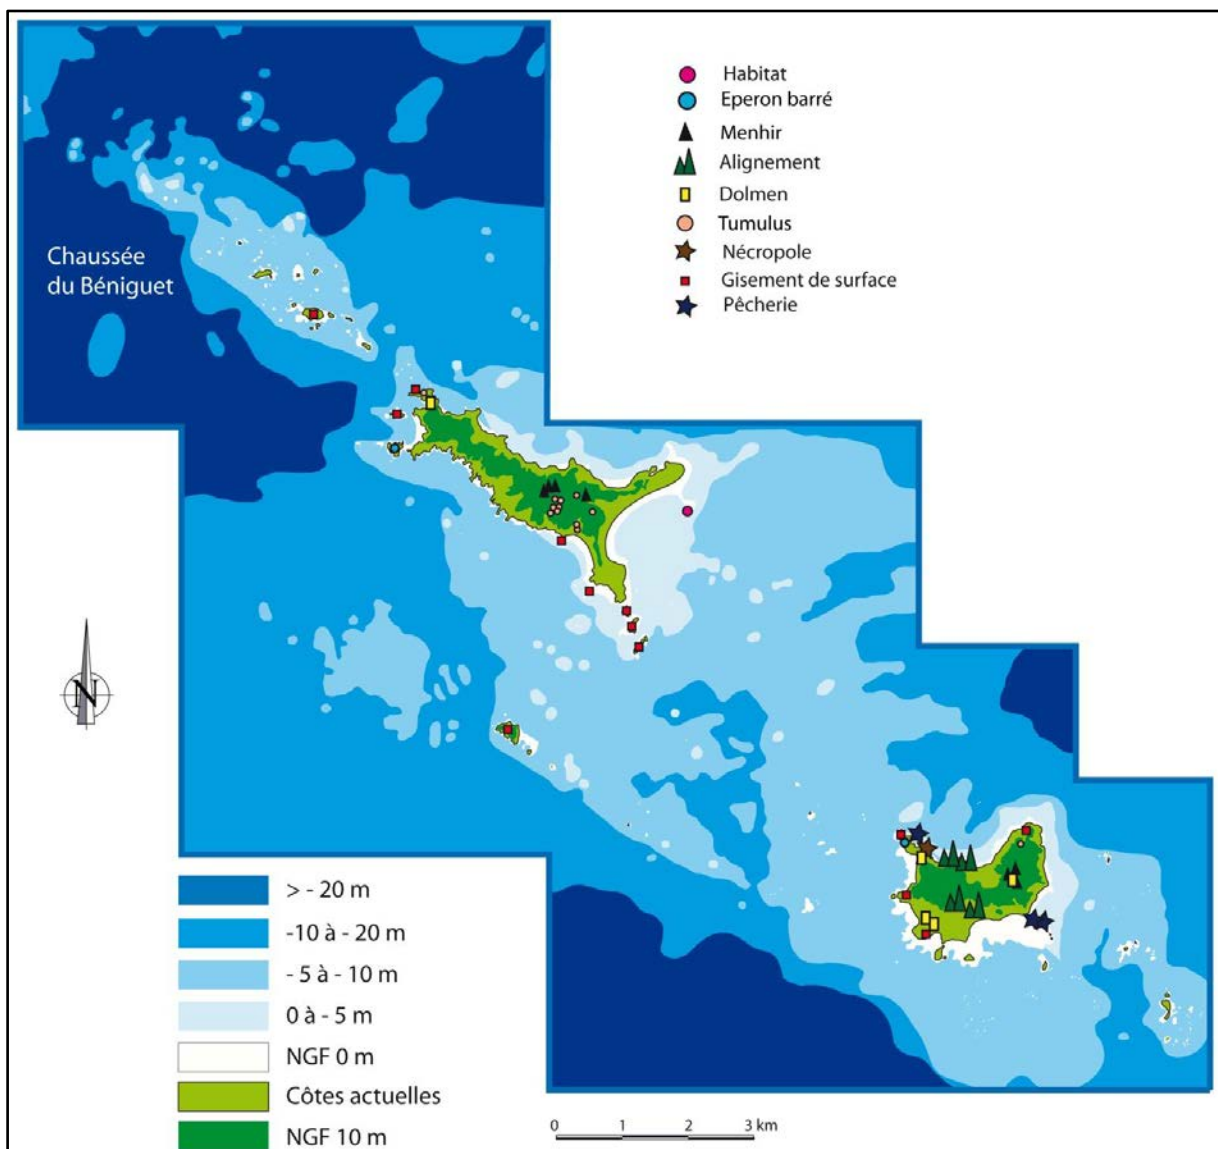 Habitat
Eperon barré
Menhir
Alignement
Dolmen
Tumulus
Nécropole
Gisement de surface
Pêcherie
Chaussée
du Béniguet
N
> - 20 m
-10 à - 20 m
- 5 à - 10 m
0 à - 5 m
NGF 0 m
Côtes actuelles
NGF 10 m
0 1 2 3 km